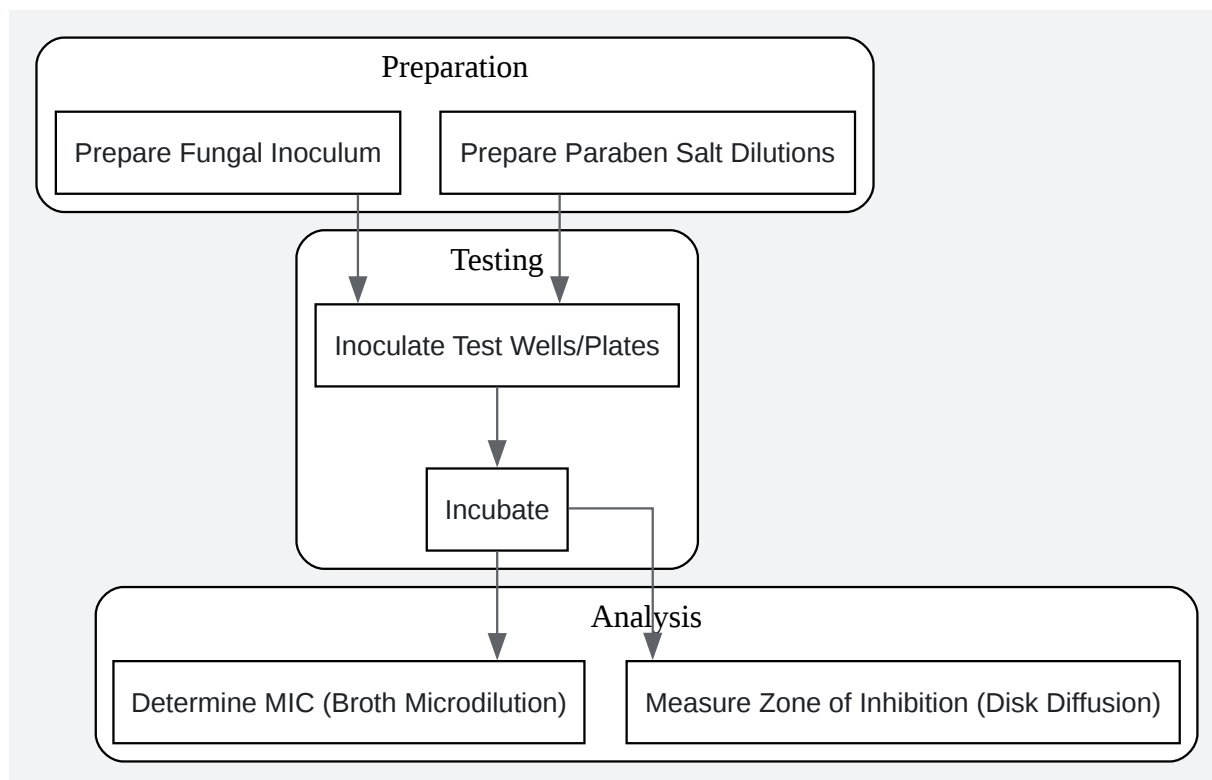 Preparation
Prepare Fungal Inoculum
Prepare Paraben Salt Dilutions
Testing
Inoculate Test Wells/Plates
Incubate
Analysis
Determine MIC (Broth Microdilution)
Measure Zone of Inhibition (Disk Diffusion)